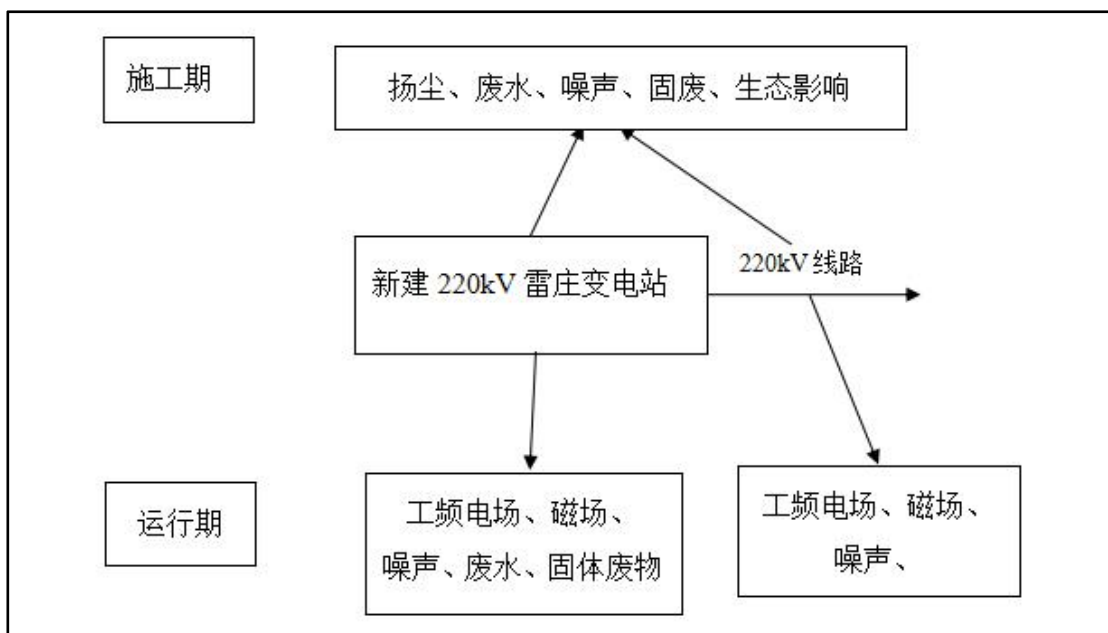 施工期
扬尘、废水、噪声、固废、生态影响
新建 220kV 雷庄变电站
220kV 线路
运行期
工频电场、磁场、
噪声、废水、固体废物
工频电场、磁场、
噪声、